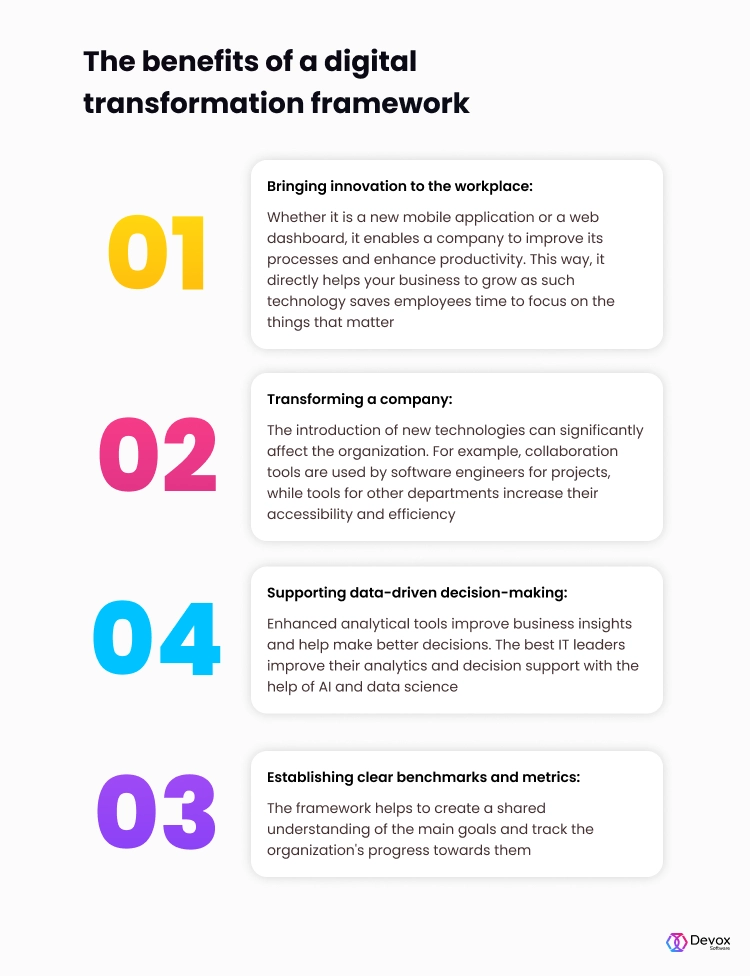 The benefits of a digital
transformation framework
01
Bringing innovation to the workplace:
Whether it is a new mobile application or a web
dashboard, it enables a company to improve its
processes and enhance productivity. This way, it
directly helps your business to grow as such
technology saves employees time to focus on the
things that matter
02
Transforming a company:
The introduction of new technologies can significantly
affect the organization. For example, collaboration
tools are used by software engineers for projects,
while tools for other departments increase their
accessibility and efficiency
04
Supporting data-driven decision-making:
Enhanced analytical tools improve business insights
and help make better decisions. The best IT leaders
improve their analytics and decision support with the
help of AI and data science
03
Establishing clear benchmarks and metrics:
The framework helps to create a shared
understanding of the main goals and track the
organization's progress towards them
Devox
Software